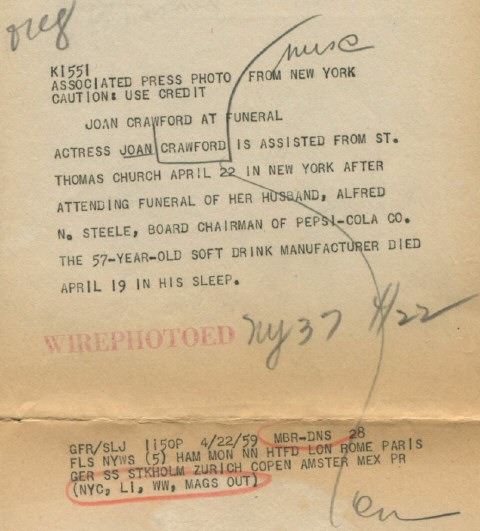 neg
musc
K1551
ASSOCIATED PRESS PHOTO FROM NEW YORK
CAUTION: USE CREDIT
JOAN CRAWFORD AT FUNERAL
ACTRESS JOAN CRAWFORD IS ASSISTED FROM ST.
THOMAS CHURCH APRIL 22 IN NEW YORK AFTER
ATTENDING FUNERAL OF HER HUSBAND, ALFRED
N. STEELE, BOARD CHAIRMAN OF PEPSI-COLA CO.
THE 57-YEAR-OLD SOFT DRINK MANUFACTURER DIED
APRIL 19 IN HIS SLEEP.
WIREPHOTOED Ny 37 4/22
GFR/SLJ 1150P 4/22/59 MBR-DNS 28
FLS NYWS (5) HAM MON NN HTFD LON ROME PARIS
GER SS STKHOLM ZURICH COPEN AMSTER MEX PR
(NYC, LI, WW, MAGS OUT)